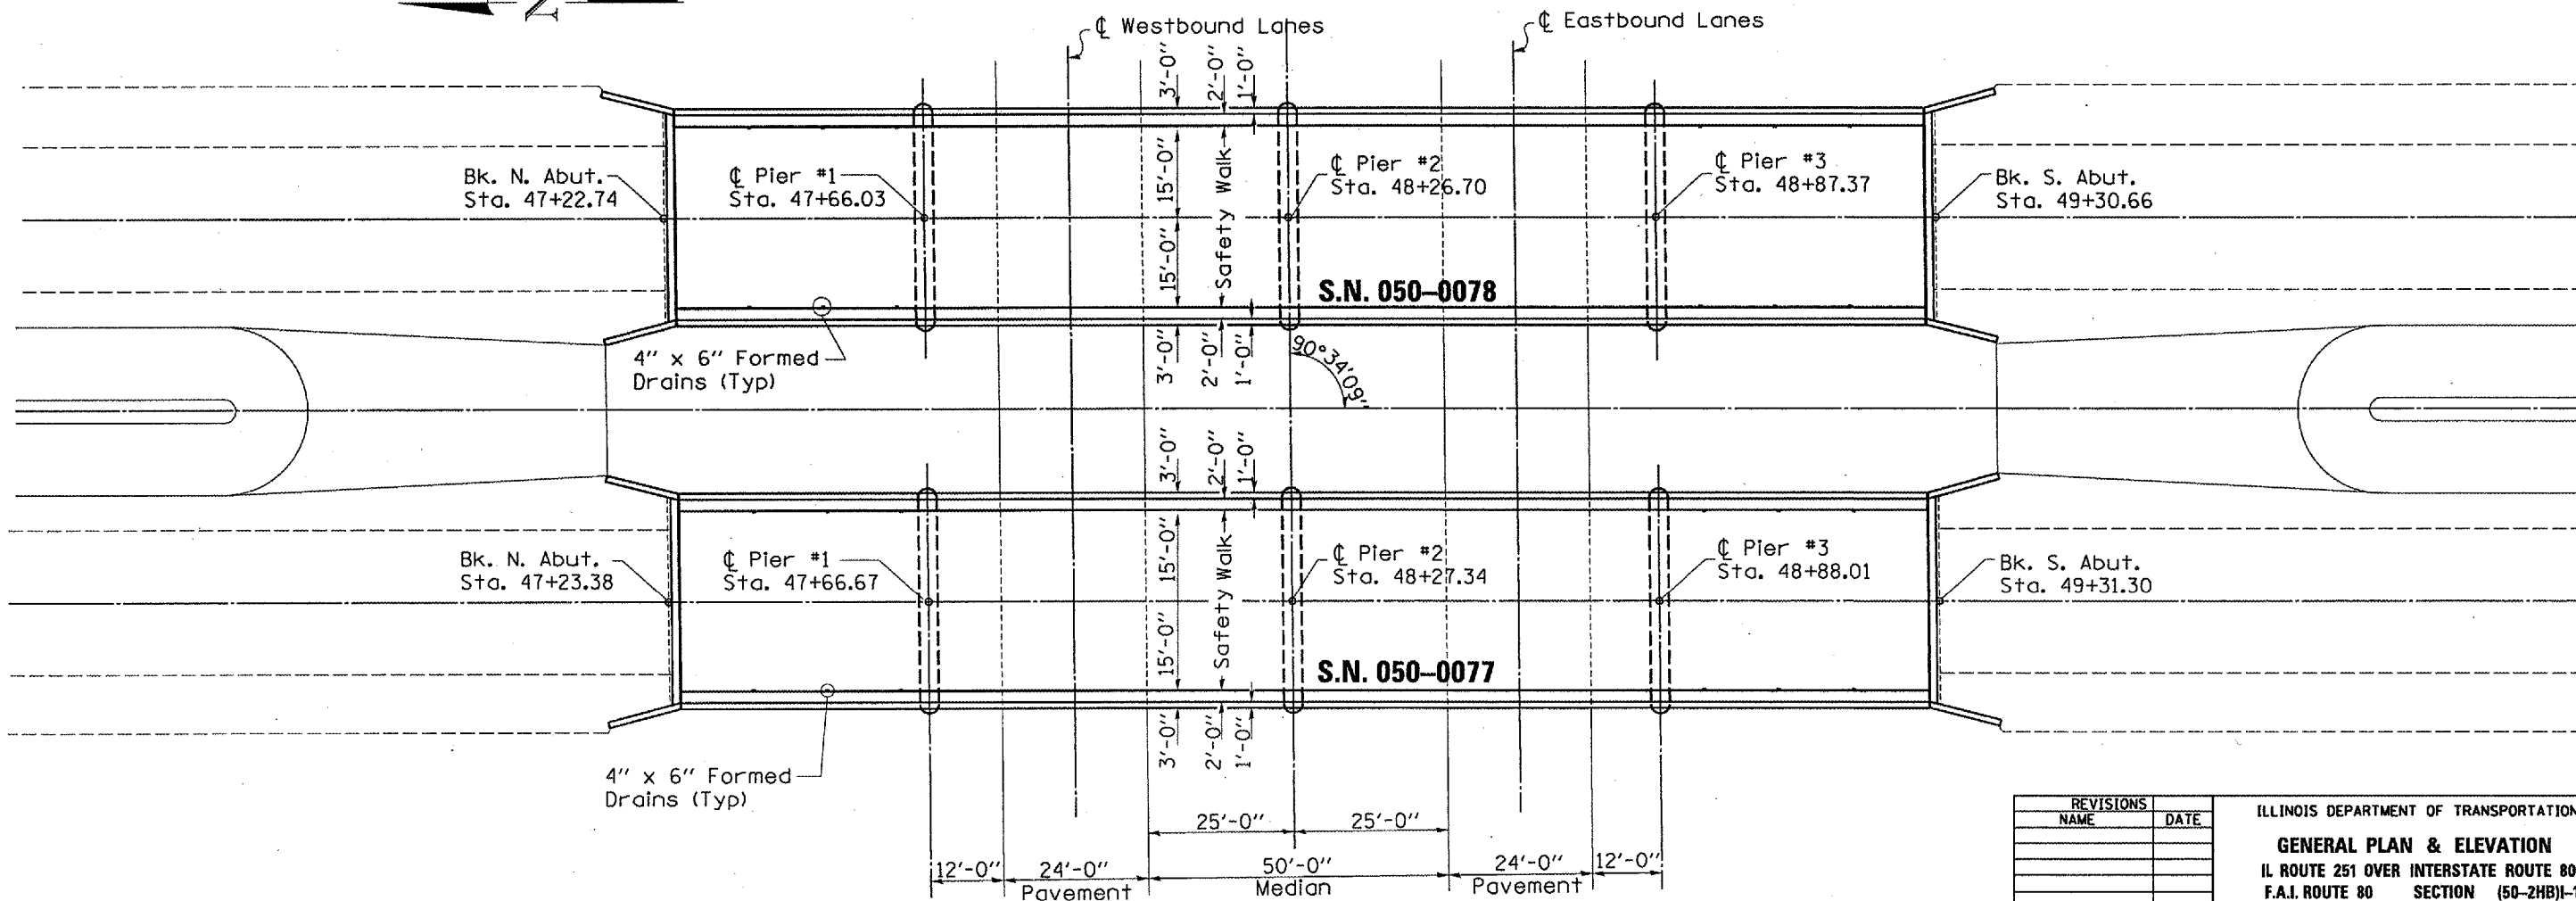 N
℄ Westbound Lanes
℄ Eastbound Lanes
3'-0"
2'-0"
1'-0"
Bk. N. Abut.
Sta. 47+22.74
℄ Pier #1
Sta. 47+66.03
15'-0"
15'-0"
Safety Walk
℄ Pier #2
Sta. 48+26.70
℄ Pier #3
Sta. 48+87.37
Bk. S. Abut.
Sta. 49+30.66
S.N. 050-0078
4" x 6" Formed
Drains (Typ)
3'-0"
2'-0"
1'-0"
90°34'09"
3'-0"
2'-0"
1'-0"
Bk. N. Abut.
Sta. 47+23.38
℄ Pier #1
Sta. 47+66.67
15'-0"
15'-0"
Safety Walk
℄ Pier #2
Sta. 48+27.34
℄ Pier #3
Sta. 48+88.01
Bk. S. Abut.
Sta. 49+31.30
S.N. 050-0077
4" x 6" Formed
Drains (Typ)
3'-0"
2'-0"
1'-0"
25'-0" 25'-0"
12'-0" 24'-0" 50'-0" 24'-0" 12'-0"
Pavement Median Pavement
REVISIONS
NAME DATE
ILLINOIS DEPARTMENT OF TRANSPORTATION
GENERAL PLAN & ELEVATION
IL ROUTE 251 OVER INTERSTATE ROUTE 80
F.A.I. ROUTE 80 SECTION (50-2HB)I-1